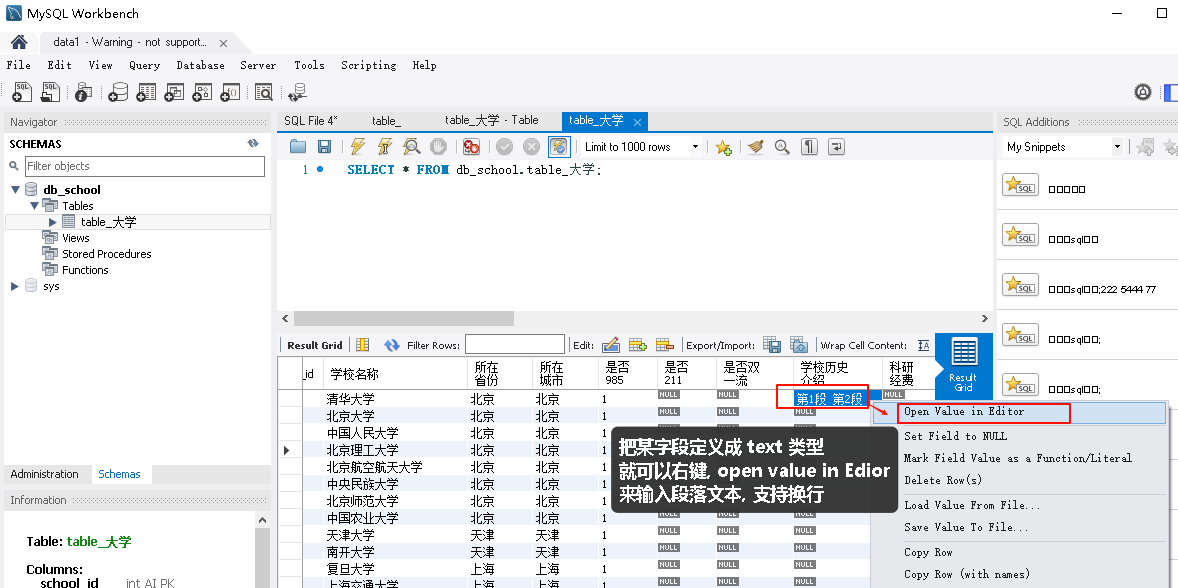 MySQL Workbench
data1 - Warning - not support...
File Edit View Query Database Server Tools Scripting Help
Navigator
SCHEMAS
Filter objects
db_school
Tables
table_大学
Views
Stored Procedures
Functions
sys
Administration Schemas
Information
Table: table_大学
Columns:
school_id int AI PK
SQL File 4* table_ table_大学 - Table table_大学
Limit to 1000 rows
1 SELECT * FROM db_school.table_大学;
Result Grid Filter Rows: Edit: Export/Import: Wrap Cell Content:
Result
Grid
_id 学校名称 所在省份 所在城市 是否985 是否211 是否双一流 学校历史介绍 科研经费
清华大学 北京 北京 1 NULL NULL 第1段 第2段 NULL
北京大学 北京 北京 1 NULL NULL NULL
中国人民大学 北京 北京 1
北京理工大学 北京 北京 1
北京航空航天大学 北京 北京 1
中央民族大学 北京 北京 1
北京师范大学 北京 北京 1
中国农业大学 北京 北京 1 NULL NULL NULL
天津大学 天津 天津 1 NULL NULL NULL
南开大学 天津 天津 1 NULL NULL NULL
复旦大学 上海 上海 1 NULL NULL NULL
上海交通大学 上海 上海 1 NULL NULL NULL
把某字段定义成 text 类型
就可以右键, open value in Edior
来输入段落文本, 支持换行
Open Value in Editor
Set Field to NULL
Mark Field Value as a Function/Literal
Delete Row(s)
Load Value From File...
Save Value To File...
Copy Row
Copy Row (with names)
SQL Additions
My Snippets
SQL □□□□□
SQL □□□sql□□
SQL □□□sql□□;222 5444 77
SQL □□□sql□□;
SQL □□□sql□□;